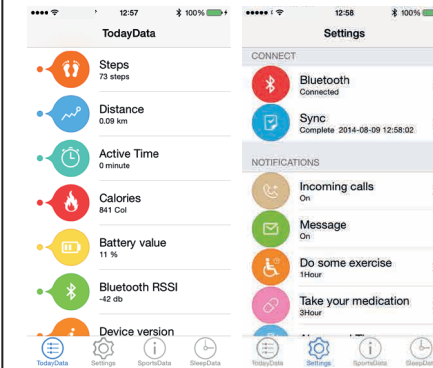 12:57
100%
TodayData
Steps
73 steps
Distance
0.09 km
Active Time
0 minute
Calories
841 Col
Battery value
11 %
Bluetooth RSSI
-42 db
Device version
TodayData
Settings
SportsData
SleepData
12:58
100%
Settings
CONNECT
Bluetooth
Connected
Sync
Complete 2014-08-09 12:58:02
NOTIFICATIONS
Incoming calls
On
Message
On
Do some exercise
1Hour
Take your medication
3Hour
TodayData
Settings
SportsData
SleepData